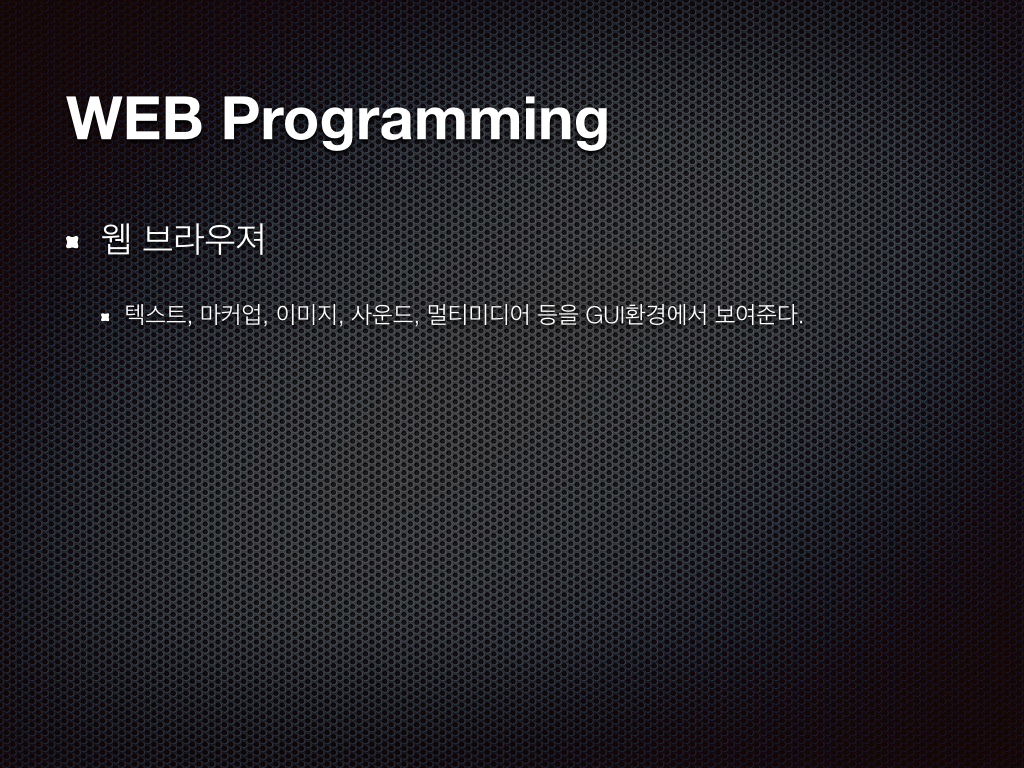 WEB Programming
웹 브라우져
텍스트, 마커업, 이미지, 사운드, 멀티미디어 등을 GUI환경에서 보여준다.